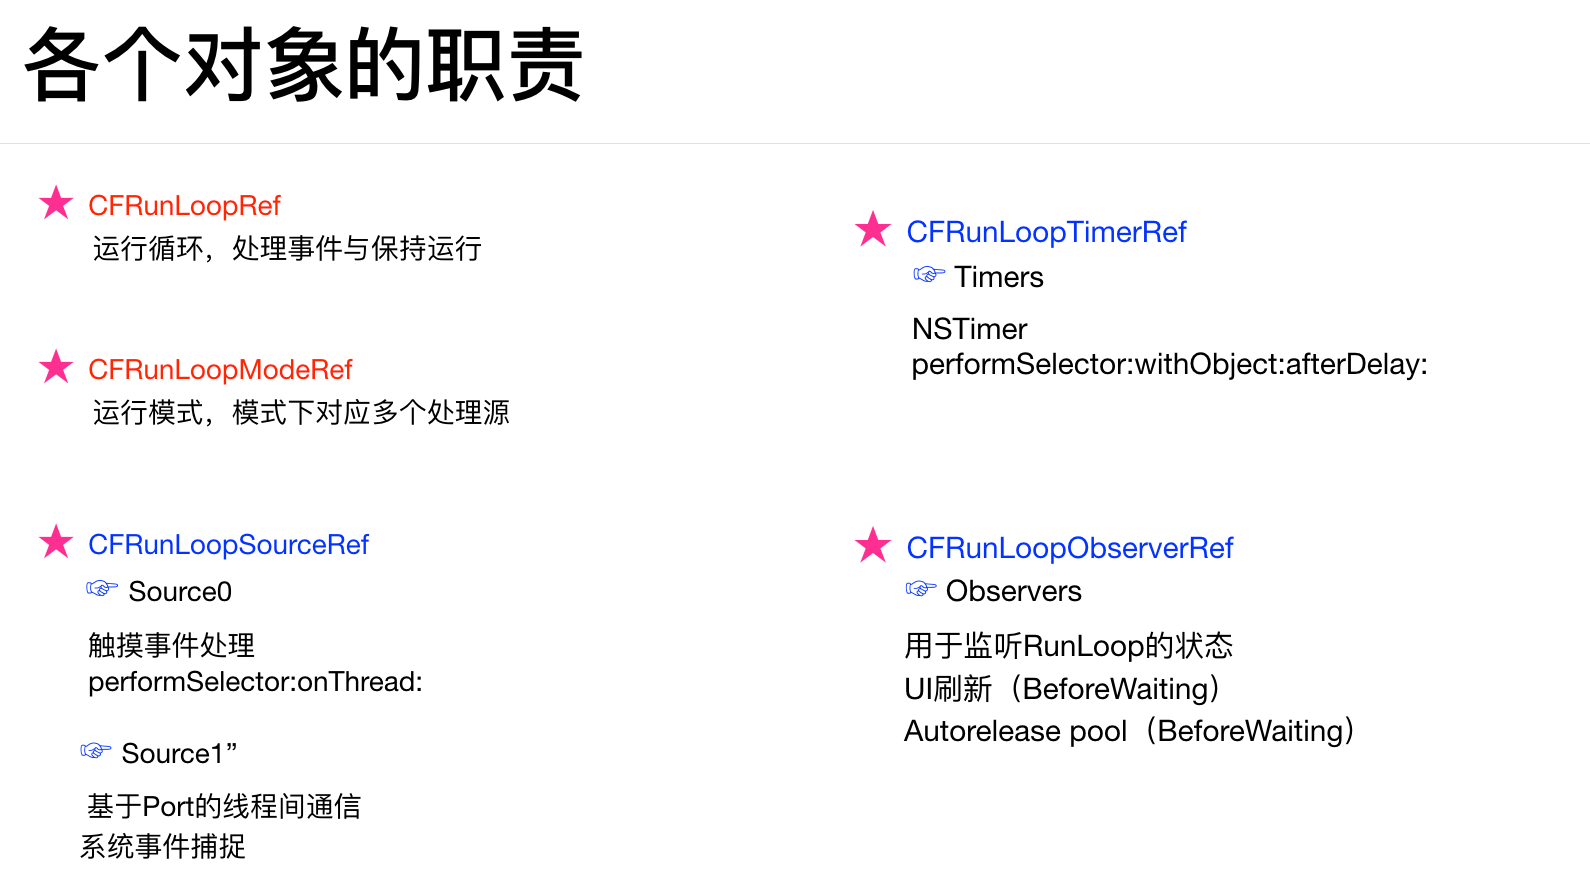 各个对象的职责
★ CFRunLoopRef
运行循环，处理事件与保持运行
★ CFRunLoopModeRef
运行模式，模式下对应多个处理源
★ CFRunLoopSourceRef
☞ Source0
触摸事件处理
performSelector:onThread:
☞ Source1”
基于Port的线程间通信
系统事件捕捉
★ CFRunLoopTimerRef
☞ Timers
NSTimer
performSelector:withObject:afterDelay:
★ CFRunLoopObserverRef
☞ Observers
用于监听RunLoop的状态
UI刷新（BeforeWaiting）
Autorelease pool（BeforeWaiting）